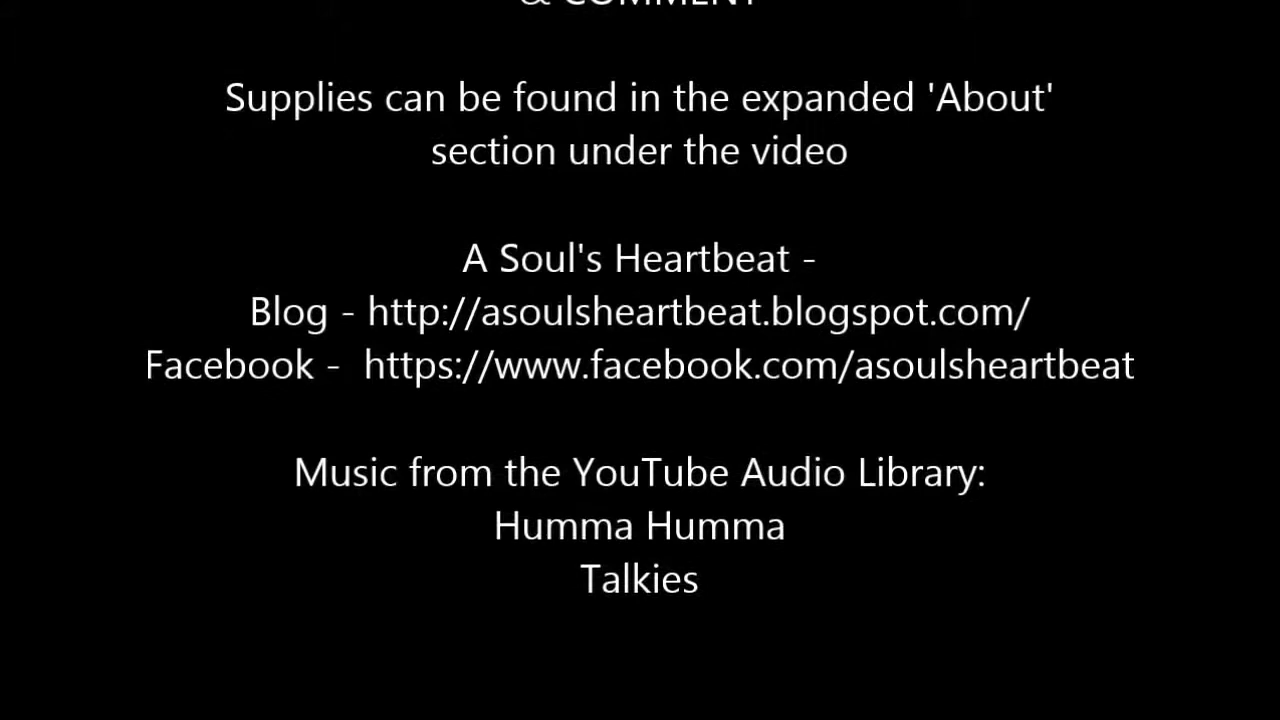 & COMMENT
Supplies can be found in the expanded 'About'
section under the video
A Soul's Heartbeat -
Blog - http://asoulsheartbeat.blogspot.com/
Facebook -  https://www.facebook.com/asoulsheartbeat
Music from the YouTube Audio Library:
Humma Humma
Talkies